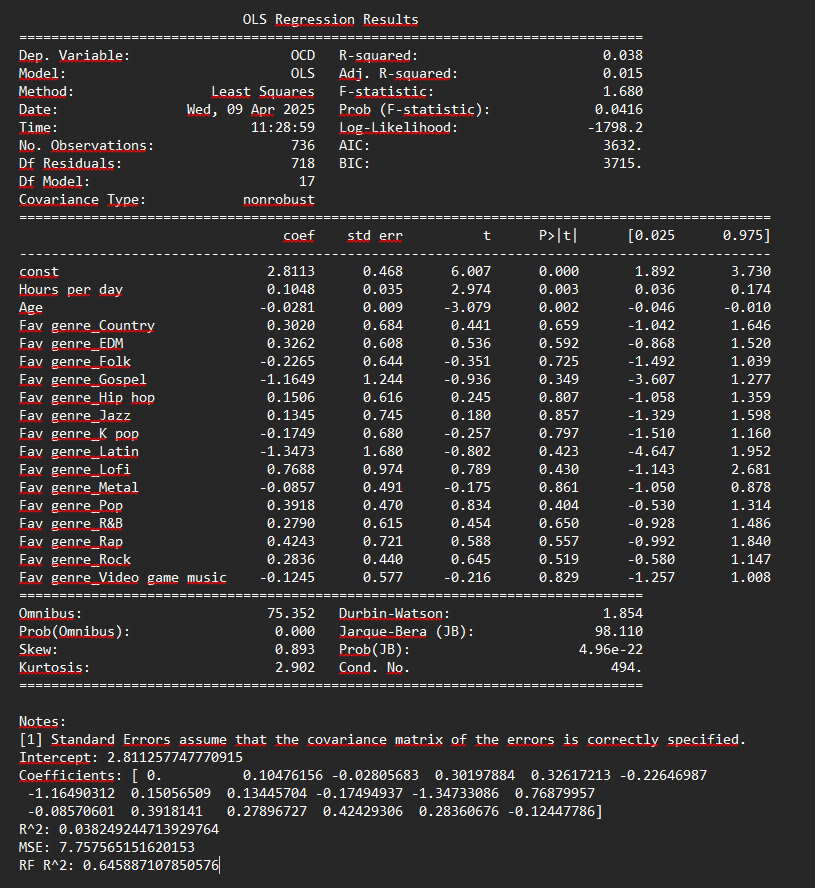 OLS Regression Results
==============================================================================
Dep. Variable:                    OCD   R-squared:                       0.038
Model:                            OLS   Adj. R-squared:                  0.015
Method:                 Least Squares   F-statistic:                     1.680
Date:                Wed, 09 Apr 2025   Prob (F-statistic):             0.0416
Time:                        11:28:59   Log-Likelihood:                -1798.2
No. Observations:                 736   AIC:                             3632.
Df Residuals:                     718   BIC:                             3715.
Df Model:                          17
Covariance Type:            nonrobust
==============================================================================================
                                 coef    std err          t      P>|t|      [0.025      0.975]
----------------------------------------------------------------------------------------------
const                          2.8113      0.468      6.007      0.000       1.892       3.730
Hours per day                  0.1048      0.035      2.974      0.003       0.036       0.174
Age                           -0.0281      0.009     -3.079      0.002      -0.046      -0.010
Fav genre_Country              0.3020      0.684      0.441      0.659      -1.042       1.646
Fav genre_EDM                  0.3262      0.608      0.536      0.592      -0.868       1.520
Fav genre_Folk                -0.2265      0.644     -0.351      0.725      -1.492       1.039
Fav genre_Gospel              -1.1649      1.244     -0.936      0.349      -3.607       1.277
Fav genre_Hip hop              0.1506      0.616      0.245      0.807      -1.058       1.359
Fav genre_Jazz                 0.1345      0.745      0.180      0.857      -1.329       1.598
Fav genre_K pop               -0.1749      0.680     -0.257      0.797      -1.510       1.160
Fav genre_Latin               -1.3473      1.680     -0.802      0.423      -4.647       1.952
Fav genre_Lofi                 0.7688      0.974      0.789      0.430      -1.143       2.681
Fav genre_Metal               -0.0857      0.491     -0.175      0.861      -1.050       0.878
Fav genre_Pop                  0.3918      0.470      0.834      0.404      -0.530       1.314
Fav genre_R&B                  0.2790      0.615      0.454      0.650      -0.928       1.486
Fav genre_Rap                  0.4243      0.721      0.588      0.557      -0.992       1.840
Fav genre_Rock                 0.2836      0.440      0.645      0.519      -0.580       1.147
Fav genre_Video game music    -0.1245      0.577     -0.216      0.829      -1.257       1.008
==============================================================================
Omnibus:                       75.352   Durbin-Watson:                   1.854
Prob(Omnibus):                  0.000   Jarque-Bera (JB):               98.110
Skew:                           0.893   Prob(JB):                     4.96e-22
Kurtosis:                       2.902   Cond. No.                         494.
==============================================================================
Notes:
[1] Standard Errors assume that the covariance matrix of the errors is correctly specified.
Intercept: 2.811257747770915
Coefficients: [ 0.          0.10476156 -0.02805683  0.30197884  0.32617213 -0.22646987
 -1.16490312  0.15056509  0.13445704 -0.17494937 -1.34733086  0.76879957
 -0.08570601  0.3918141   0.27896727  0.42429306  0.28360676 -0.12447786]
R^2: 0.038249244713929764
MSE: 7.757565151620153
RF R^2: 0.645887107850576